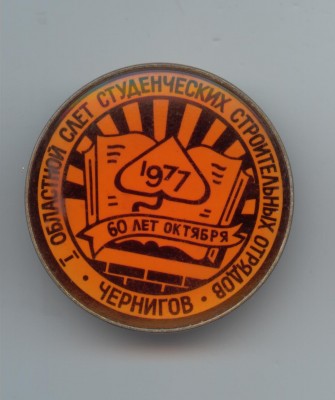 I ОБЛАСТНОЙ СЛЕТ СТУДЕНЧЕСКИХ СТРОИТЕЛЬНЫХ ОТРЯДОВ
· ЧЕРНИГОВ ·
1977
60 ЛЕТ ОКТЯБРЯ